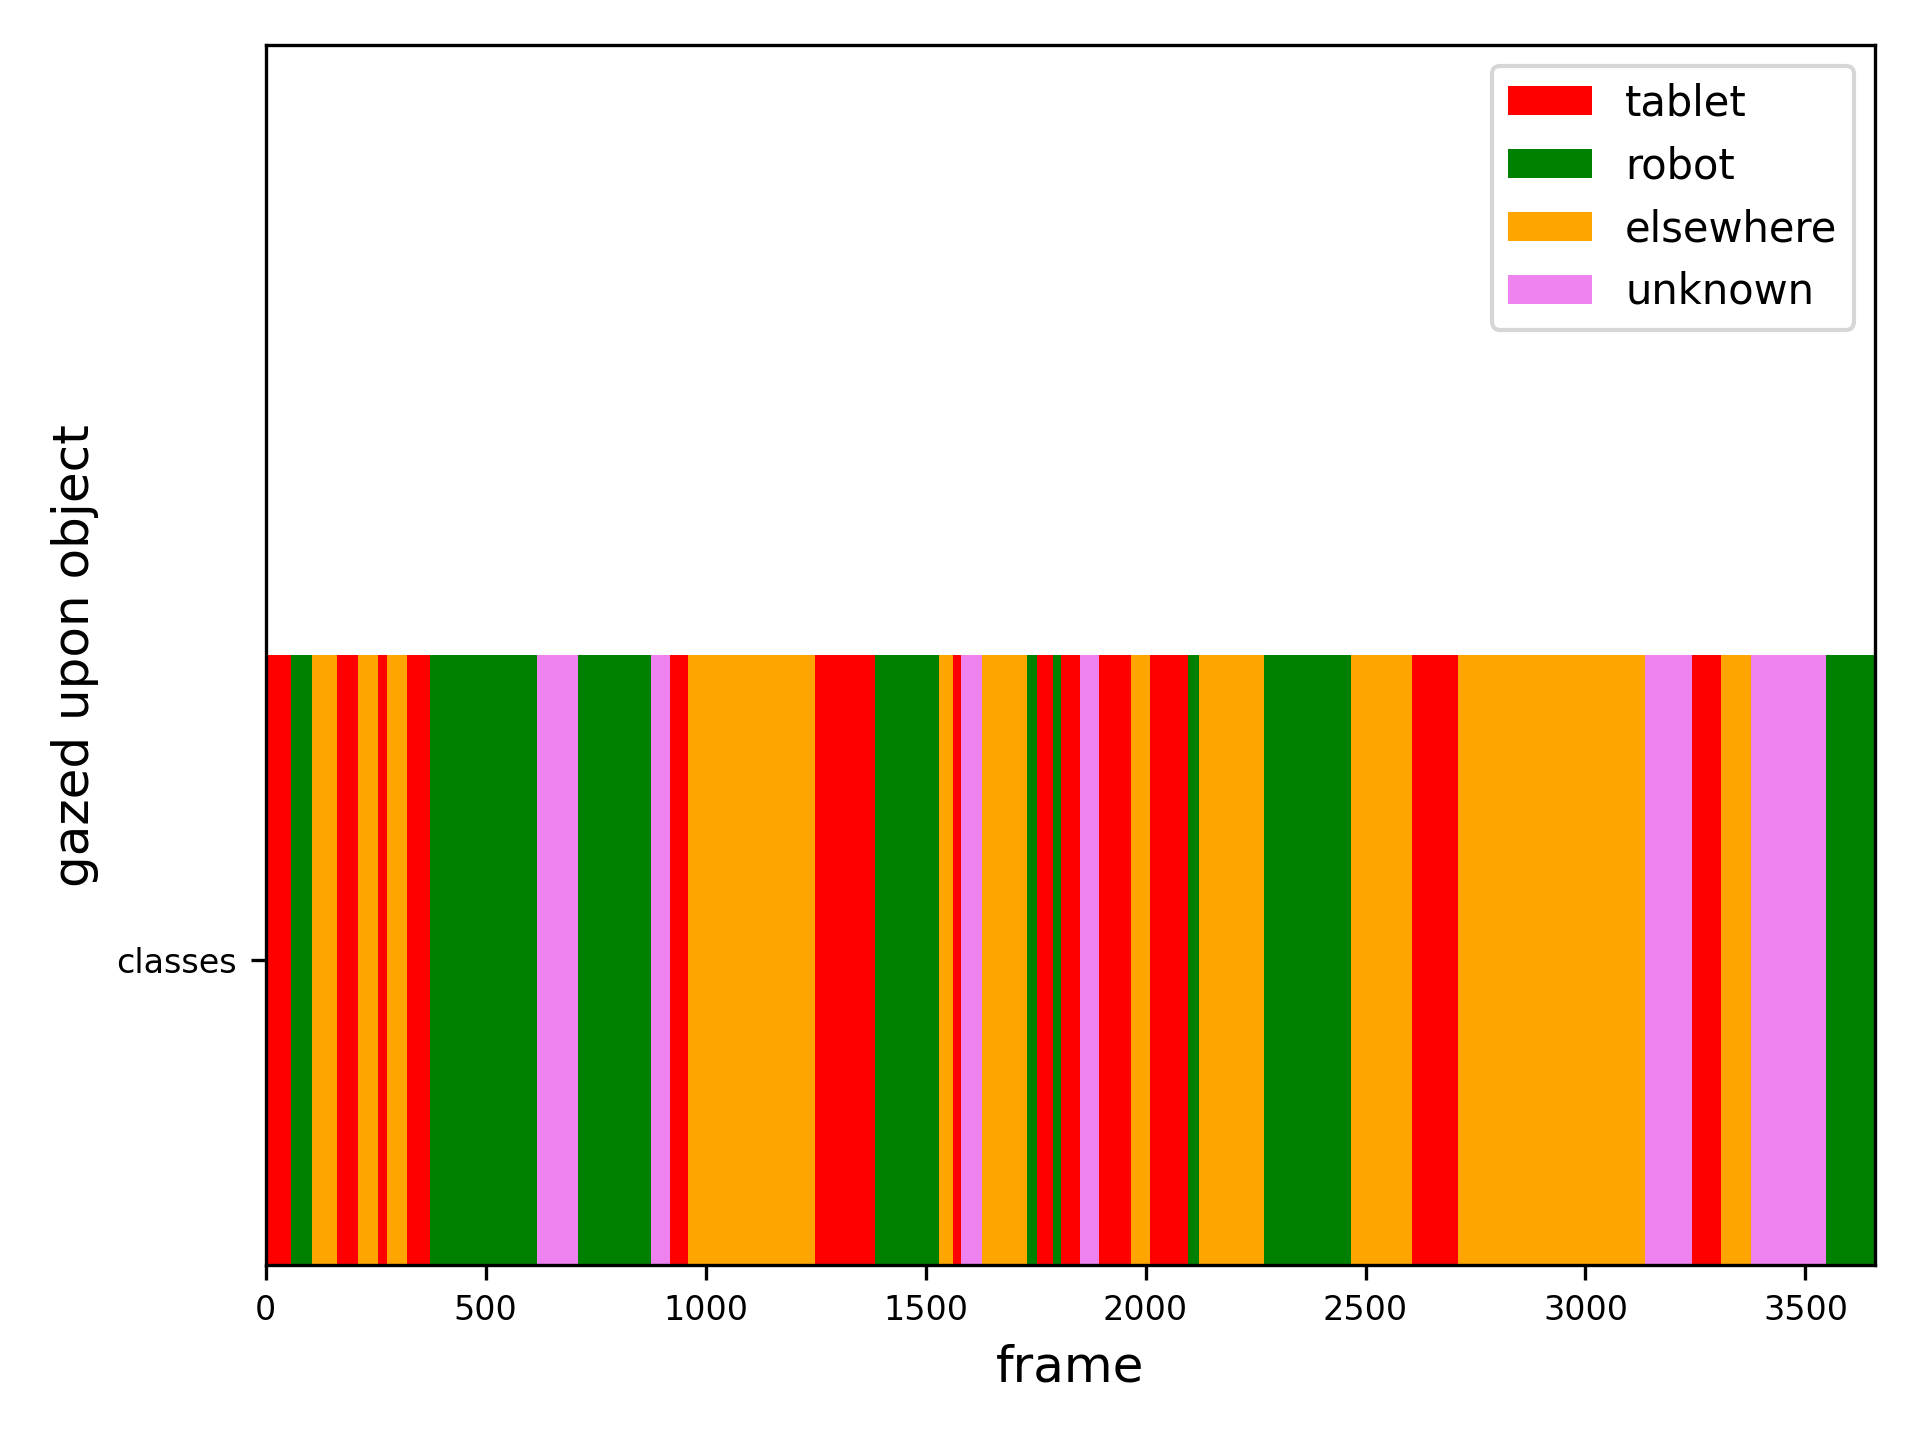 tablet
robot
elsewhere
unknown
gazed upon object
classes
0 500 1000 1500 2000 2500 3000 3500
frame